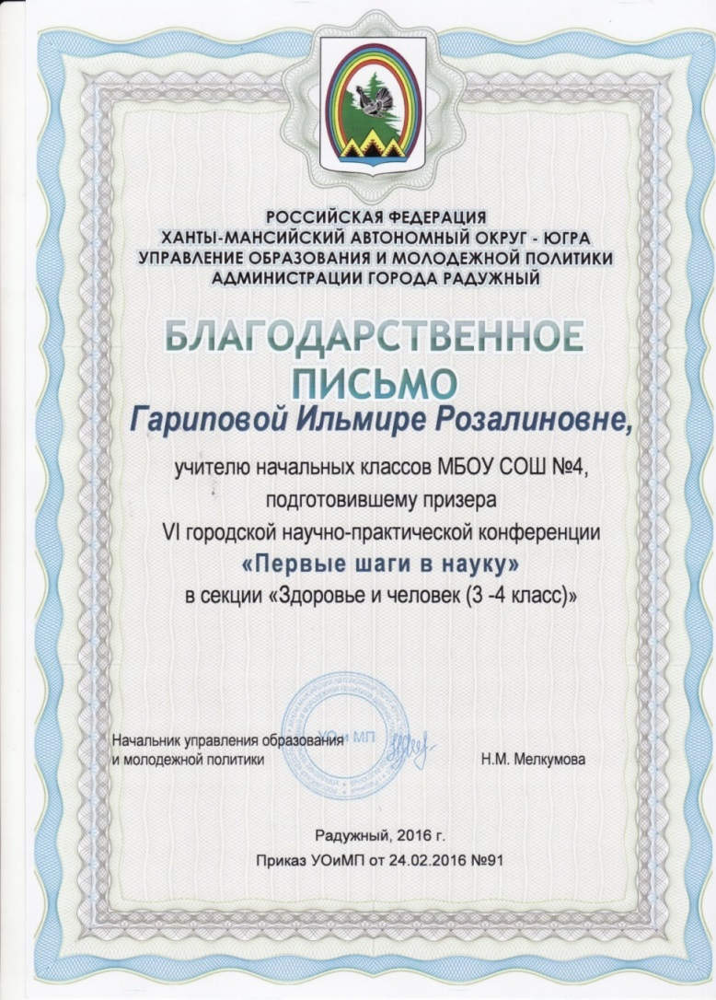 РОССИЙСКАЯ ФЕДЕРАЦИЯ
ХАНТЫ-МАНСИЙСКИЙ АВТОНОМНЫЙ ОКРУГ - ЮГРА
УПРАВЛЕНИЕ ОБРАЗОВАНИЯ И МОЛОДЕЖНОЙ ПОЛИТИКИ
АДМИНИСТРАЦИИ ГОРОДА РАДУЖНЫЙ
БЛАГОДАРСТВЕННОЕ
ПИСЬМО
Гариповой Ильмире Розалиновне,
учителю начальных классов МБОУ СОШ №4,
подготовившему призера
VI городской научно-практической конференции
«Первые шаги в науку»
в секции «Здоровье и человек (3 -4 класс)»
УО и МП
Начальник управления образования
и молодежной политики
Н.М. Мелкумова
Радужный, 2016 г.
Приказ УОиМП от 24.02.2016 №91